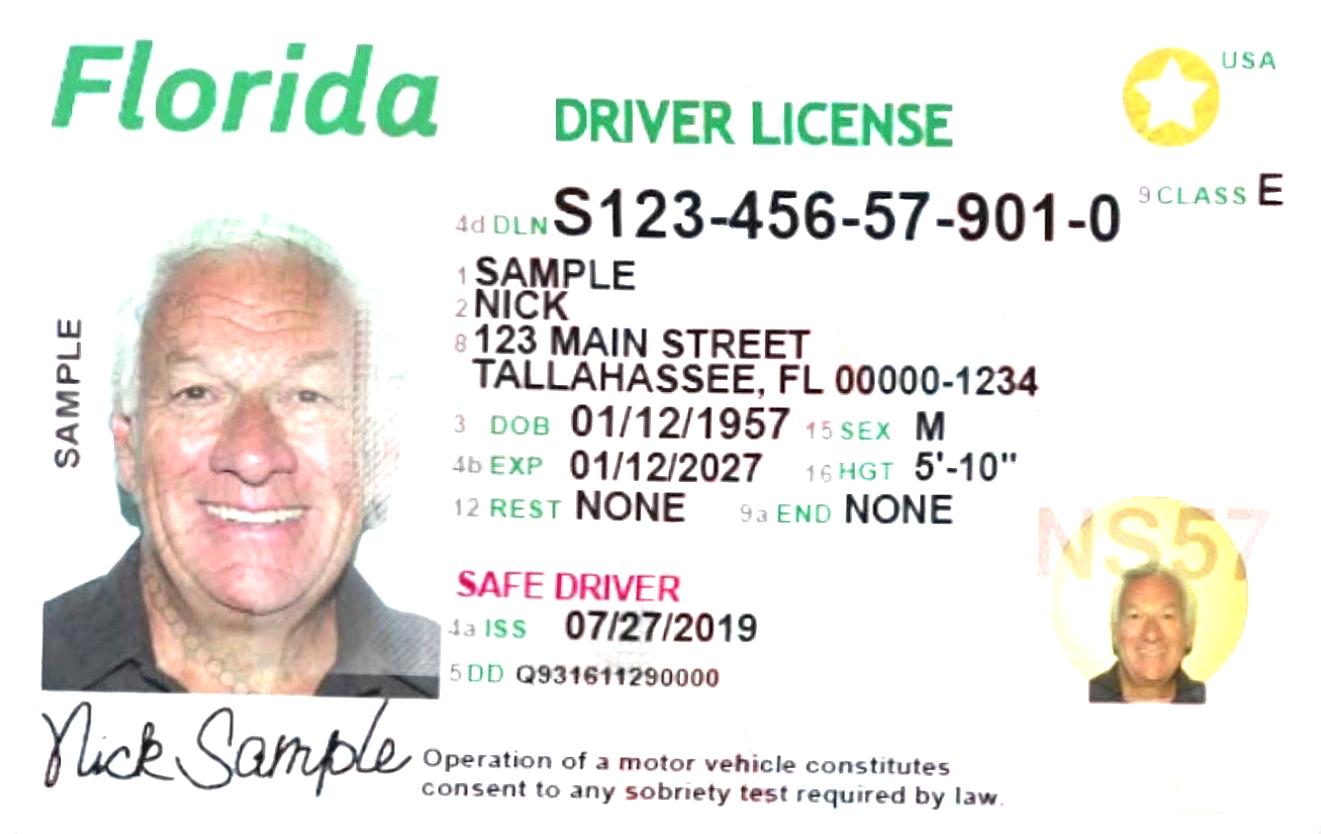 Florida
USA
DRIVER LICENSE
4d DLN S123-456-57-901-0 9 CLASS E
1 SAMPLE
2 NICK
8 123 MAIN STREET
TALLAHASSEE, FL 00000-1234
SAMPLE
3 DOB 01/12/1957 15 SEX M
4b EXP 01/12/2027 16 HGT 5'-10"
12 REST NONE 9a END NONE
NS57
SAFE DRIVER
4a ISS 07/27/2019
5 DD Q931611290000
Nick Sample
Operation of a motor vehicle constitutes
consent to any sobriety test required by law.